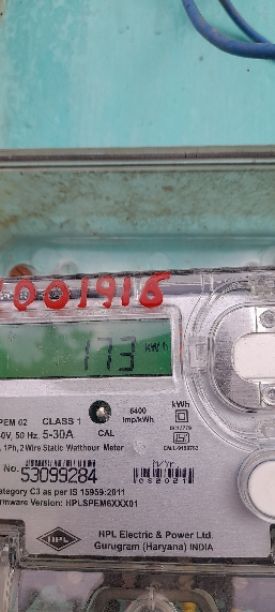 001916
173 kWh
PEM 02 CLASS 1
0V, 50 Hz, 5-30A CAL
6400 imp/kWh
kWh
1Ph, 2 Wire Static Watthour Meter
No. 53099284
ategory C3 as per IS 15959:2011
rmware Version: HPLSPEM6XXX01
HPL
HPL Electric & Power Ltd.
Gurugram (Haryana) INDIA